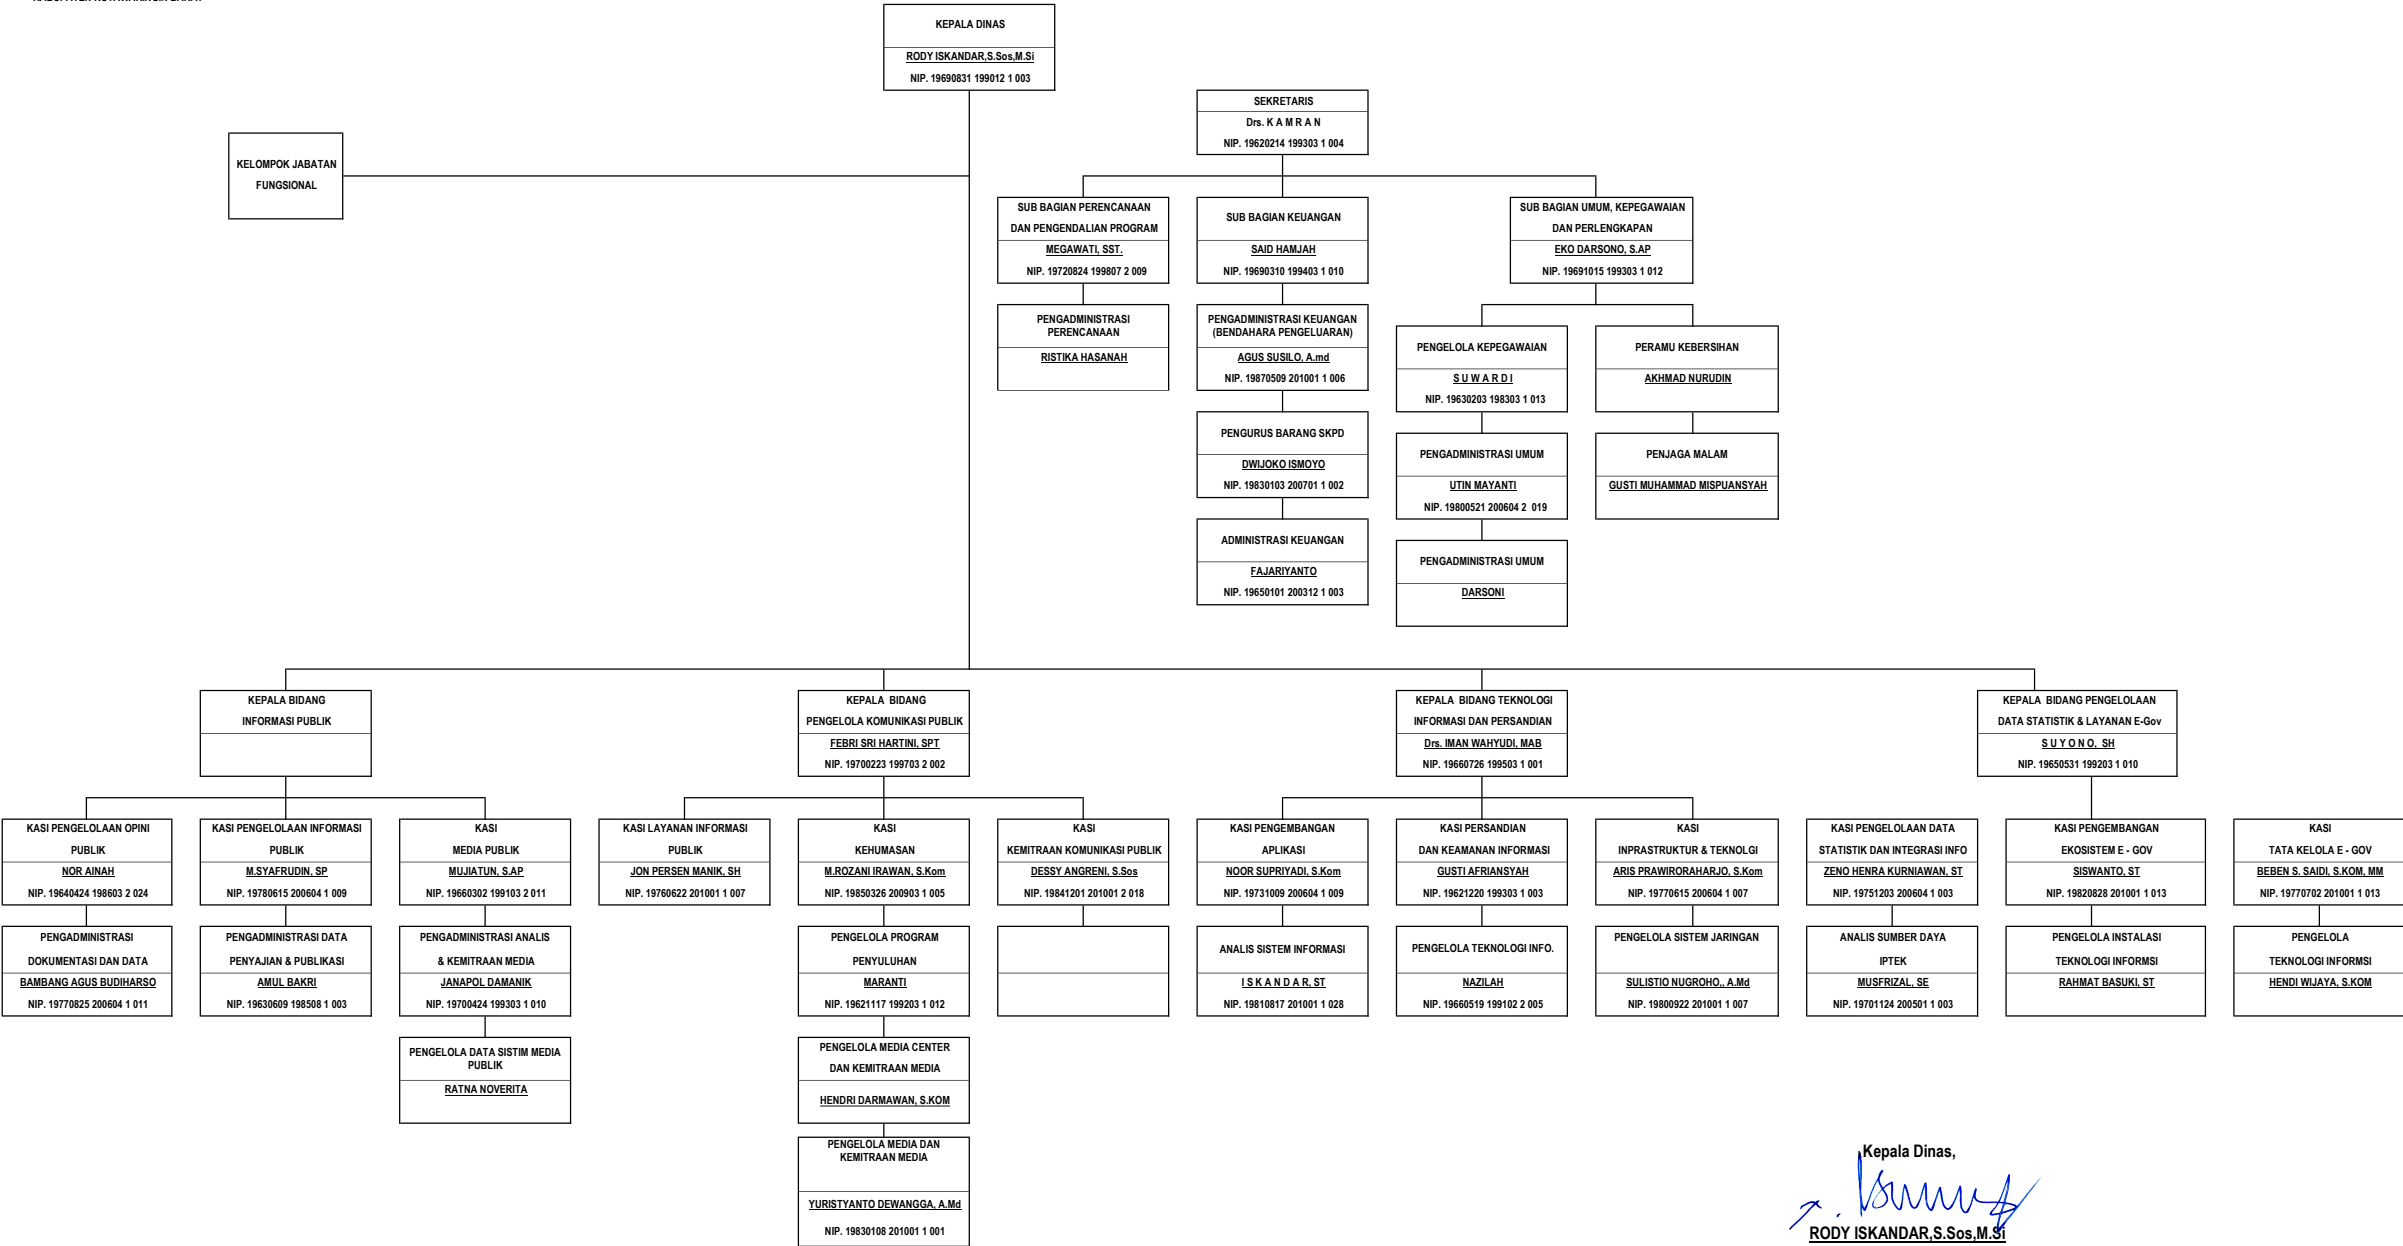 KEPALA DINAS
RODY ISKANDAR,S.Sos,M.Si
NIP. 19690831 199012 1 003
SEKRETARIS
Drs. K A M R A N
NIP. 19620214 199303 1 004
KELOMPOK JABATAN
FUNGSIONAL
SUB BAGIAN PERENCANAAN
DAN PENGENDALIAN PROGRAM
MEGAWATI, SST.
NIP. 19720824 199807 2 009
SUB BAGIAN KEUANGAN
SAID HAMJAH
NIP. 19690310 199403 1 010
SUB BAGIAN UMUM, KEPEGAWAIAN
DAN PERLENGKAPAN
EKO DARSONO, S.AP
NIP. 19691015 199303 1 012
PENGADMINISTRASI
PERENCANAAN
RISTIKA HASANAH
PENGADMINISTRASI KEUANGAN
(BENDAHARA PENGELUARAN)
AGUS SUSILO, A.md
NIP. 19870509 201001 1 006
PENGELOLA KEPEGAWAIAN
S U W A R D I
NIP. 19630203 198303 1 013
PERAMU KEBERSIHAN
AKHMAD NURUDIN
PENGURUS BARANG SKPD
DWIJOKO ISMOYO
NIP. 19830103 200701 1 002
PENGADMINISTRASI UMUM
UTIN MAYANTI
NIP. 19800521 200604 2 019
PENJAGA MALAM
GUSTI MUHAMMAD MISPUANSYAH
ADMINISTRASI KEUANGAN
FAJARIYANTO
NIP. 19650101 200312 1 003
PENGADMINISTRASI UMUM
DARSONI
KEPALA BIDANG
INFORMASI PUBLIK
KEPALA BIDANG
PENGELOLA KOMUNIKASI PUBLIK
FEBRI SRI HARTINI, SPT
NIP. 19700223 199703 2 002
KEPALA BIDANG TEKNOLOGI
INFORMASI DAN PERSANDIAN
Drs. IMAN WAHYUDI, MAB
NIP. 19660726 199503 1 001
KEPALA BIDANG PENGELOLAAN
DATA STATISTIK & LAYANAN E-Gov
S U Y O N O, SH
NIP. 19650531 199203 1 010
KASI PENGELOLAAN OPINI
PUBLIK
NOR AINAH
NIP. 19640424 198603 2 024
KASI PENGELOLAAN INFORMASI
PUBLIK
M.SYAFRUDIN, SP
NIP. 19780615 200604 1 009
KASI
MEDIA PUBLIK
MUJIATUN, S.AP
NIP. 19660302 199103 2 011
KASI LAYANAN INFORMASI
PUBLIK
JON PERSEN MANIK, SH
NIP. 19760622 201001 1 007
KASI
KEHUMASAN
M.ROZANI IRAWAN, S.Kom
NIP. 19850326 200903 1 005
KASI
KEMITRAAN KOMUNIKASI PUBLIK
DESSY ANGRENI, S.Sos
NIP. 19841201 201001 2 018
KASI PENGEMBANGAN
APLIKASI
NOOR SUPRIYADI, S.Kom
NIP. 19731009 200604 1 009
KASI PERSANDIAN
DAN KEAMANAN INFORMASI
GUSTI AFRIANSYAH
NIP. 19621220 199303 1 003
KASI
INPRASTRUKTUR & TEKNOLGI
ARIS PRAWIRORAHARJO, S.Kom
NIP. 19770615 200604 1 007
KASI PENGELOLAAN DATA
STATISTIK DAN INTEGRASI INFO
ZENO HENRA KURNIAWAN, ST
NIP. 19751203 200604 1 003
KASI PENGEMBANGAN
EKOSISTEM E - GOV
SISWANTO, ST
NIP. 19820828 201001 1 013
KASI
TATA KELOLA E - GOV
BEBEN S. SAIDI, S.KOM, MM
NIP. 19770702 201001 1 013
PENGADMINISTRASI
DOKUMENTASI DAN DATA
BAMBANG AGUS BUDIHARSO
NIP. 19770825 200604 1 011
PENGADMINISTRASI DATA
PENYAJIAN & PUBLIKASI
AMUL BAKRI
NIP. 19630609 198508 1 003
PENGADMINISTRASI ANALIS
& KEMITRAAN MEDIA
JANAPOL DAMANIK
NIP. 19700424 199303 1 010
PENGELOLA PROGRAM
PENYULUHAN
MARANTI
NIP. 19621117 199203 1 012
ANALIS SISTEM INFORMASI
I S K A N D A R, ST
NIP. 19810817 201001 1 028
PENGELOLA TEKNOLOGI INFO.
NAZILAH
NIP. 19660519 199102 2 005
PENGELOLA SISTEM JARINGAN
SULISTIO NUGROHO,, A.Md
NIP. 19800922 201001 1 007
ANALIS SUMBER DAYA
IPTEK
MUSFRIZAL, SE
NIP. 19701124 200501 1 003
PENGELOLA INSTALASI
TEKNOLOGI INFORMSI
RAHMAT BASUKI, ST
PENGELOLA
TEKNOLOGI INFORMSI
HENDI WIJAYA, S.KOM
PENGELOLA DATA SISTIM MEDIA
PUBLIK
RATNA NOVERITA
PENGELOLA MEDIA CENTER
DAN KEMITRAAN MEDIA
HENDRI DARMAWAN, S.KOM
PENGELOLA MEDIA DAN
KEMITRAAN MEDIA
YURISTYANTO DEWANGGA, A.Md
NIP. 19830108 201001 1 001
Kepala Dinas,
RODY ISKANDAR,S.Sos,M.Si